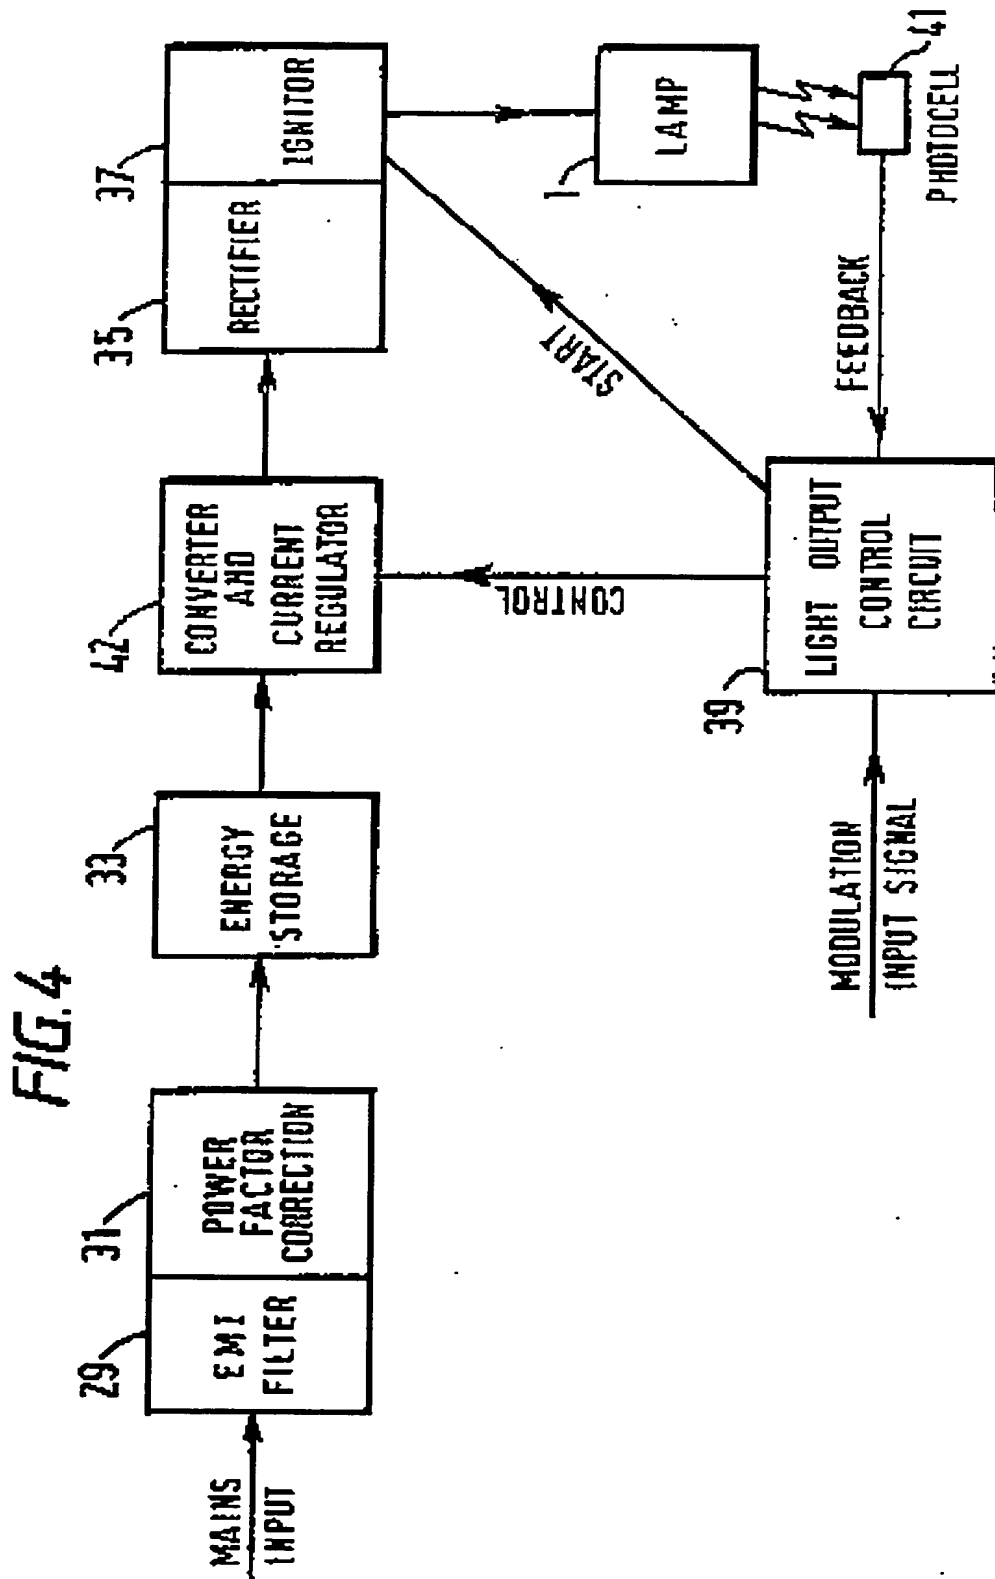 FIG. 4
MAINS
INPUT
29
EMI
FILTER
31
POWER
FACTOR
CORRECTION
33
ENERGY
STORAGE
42
CONVERTER
AND
CURRENT
REGULATOR
35
RECTIFIER
37
IGNITOR
CONTROL
START
1
LAMP
MODULATION
INPUT SIGNAL
39
LIGHT OUTPUT
CONTROL
CIRCUIT
FEEDBACK
PHOTOCELL
41